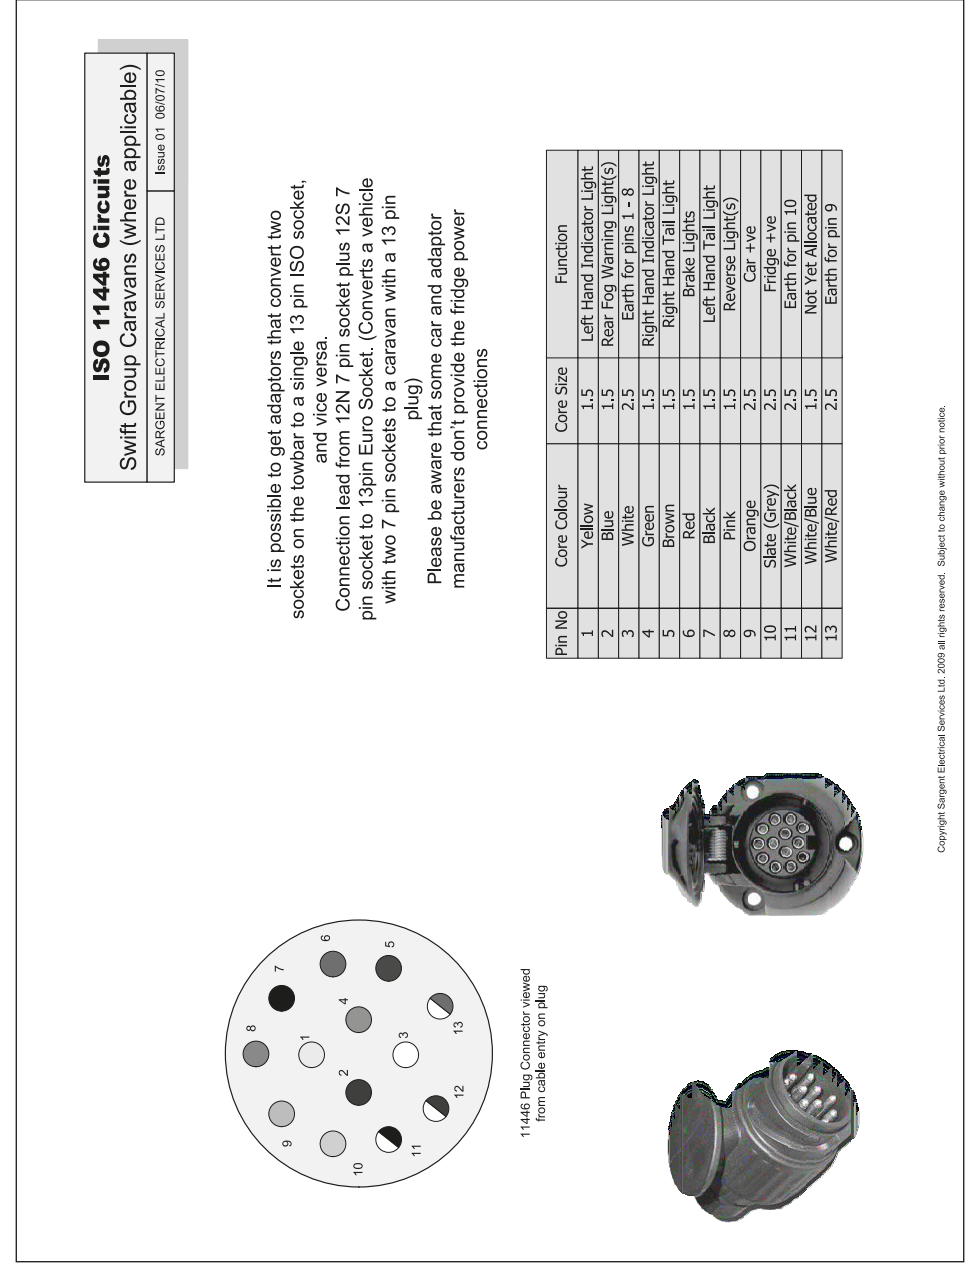 ISO 11446 Circuits
Swift Group Caravans (where applicable)
SARGENT ELECTRICAL SERVICES LTD Issue 01 06/07/10
It is possible to get adaptors that convert two
sockets on the towbar to a single 13 pin ISO socket,
and vice versa.
Connection lead from 12N 7 pin socket plus 12S 7
pin socket to 13pin Euro Socket. (Converts a vehicle
with two 7 pin sockets to a caravan with a 13 pin
plug)
Please be aware that some car and adaptor
manufacturers don't provide the fridge power
connections
8
7
6
5
9
1
4
2
3
10
13
11
12
11446 Plug Connector viewed
from cable entry on plug
Pin No Core Colour Core Size Function
1 Yellow 1.5 Left Hand Indicator Light
2 Blue 1.5 Rear Fog Warning Light(s)
3 White 2.5 Earth for pins 1 - 8
4 Green 1.5 Right Hand Indicator Light
5 Brown 1.5 Right Hand Tail Light
6 Red 1.5 Brake Lights
7 Black 1.5 Left Hand Tail Light
8 Pink 1.5 Reverse Light(s)
9 Orange 2.5 Car +ve
10 Slate (Grey) 2.5 Fridge +ve
11 White/Black 2.5 Earth for pin 10
12 White/Blue 1.5 Not Yet Allocated
13 White/Red 2.5 Earth for pin 9
Copyright Sargent Electrical Services Ltd. 2009 all rights reserved. Subject to change without prior notice.